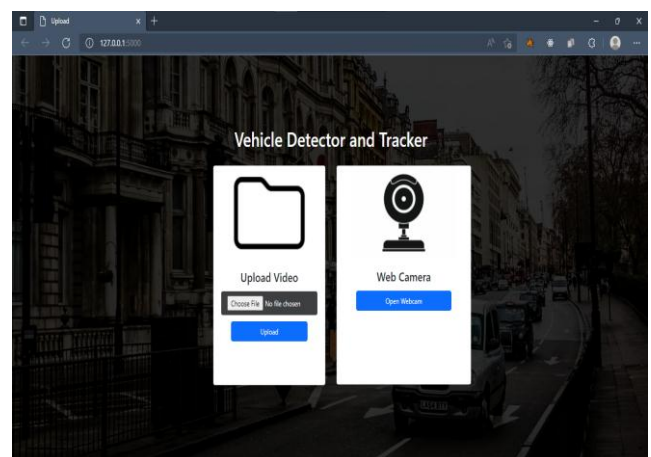 Upload
127.0.0.1:5000
Vehicle Detector and Tracker
Upload Video
Choose File No file chosen
Upload
Web Camera
Open Webcam